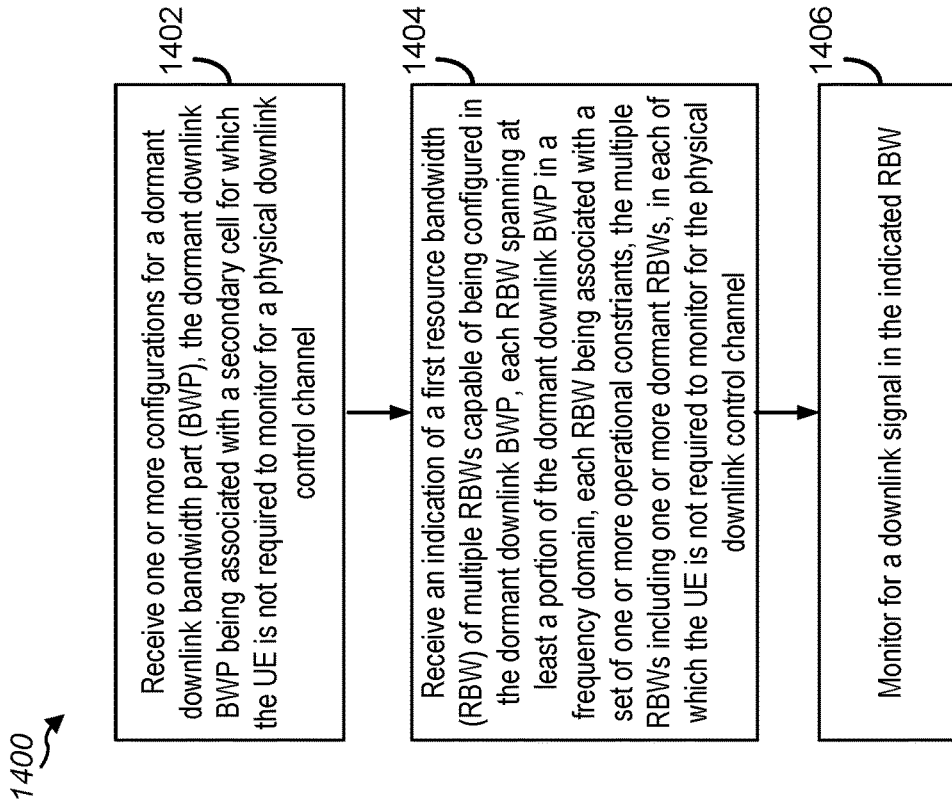 1400
1402
Receive one or more configurations for a dormant
downlink bandwidth part (BWP), the dormant downlink
BWP being associated with a secondary cell for which
the UE is not required to monitor for a physical downlink
control channel
1404
Receive an indication of a first resource bandwidth
(RBW) of multiple RBWs capable of being configured in
the dormant downlink BWP, each RBW spanning at
least a portion of the dormant downlink BWP in a
frequency domain, each RBW being associated with a
set of one or more operational constriants, the multiple
RBWs including one or more dormant RBWs, in each of
which the UE is not required to monitor for the physical
downlink control channel
1406
Monitor for a downlink signal in the indicated RBW